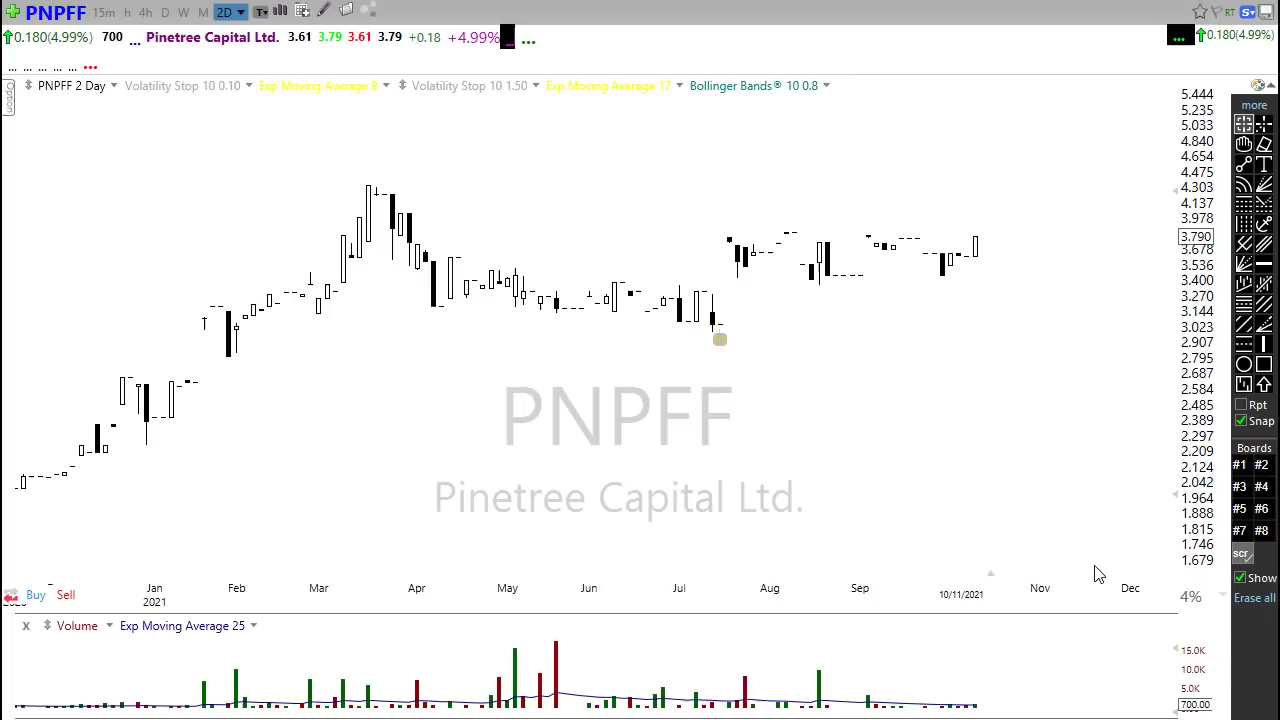 PNPFF 15m h 4h D W M 2D T RT S
0.180(4.99%) 700 ... Pinetree Capital Ltd. 3.61 3.79 3.61 3.79 +0.18 +4.99% ... ... 0.180(4.99%)
... ... ... ... ... ...
Option PNPFF 2 Day Volatility Stop 10 0.10 Exp Moving Average 8 Volatility Stop 10 1.50 Exp Moving Average 17 Bollinger Bands® 10 0.8
5.444
more
5.235
5.033
4.840
4.654
4.475
4.303
4.137
3.978
3.790
3.678
3.536
3.400
3.270
3.144
3.023
2.907
2.795
2.687
2.584
2.485
2.389
2.297
2.209
2.124
2.042
1.964
1.888
1.815
1.746
1.679
PNPFF
Pinetree Capital Ltd.
Rpt
Snap
Boards
#1 #2
#3 #4
#5 #6
#7 #8
scr
Show
Erase all
Jan Feb Mar Apr May Jun Jul Aug Sep 10/11/2021 Nov Dec
2021
Buy Sell 4%
x Volume Exp Moving Average 25
15.0K
10.0K
5.0K
700.00